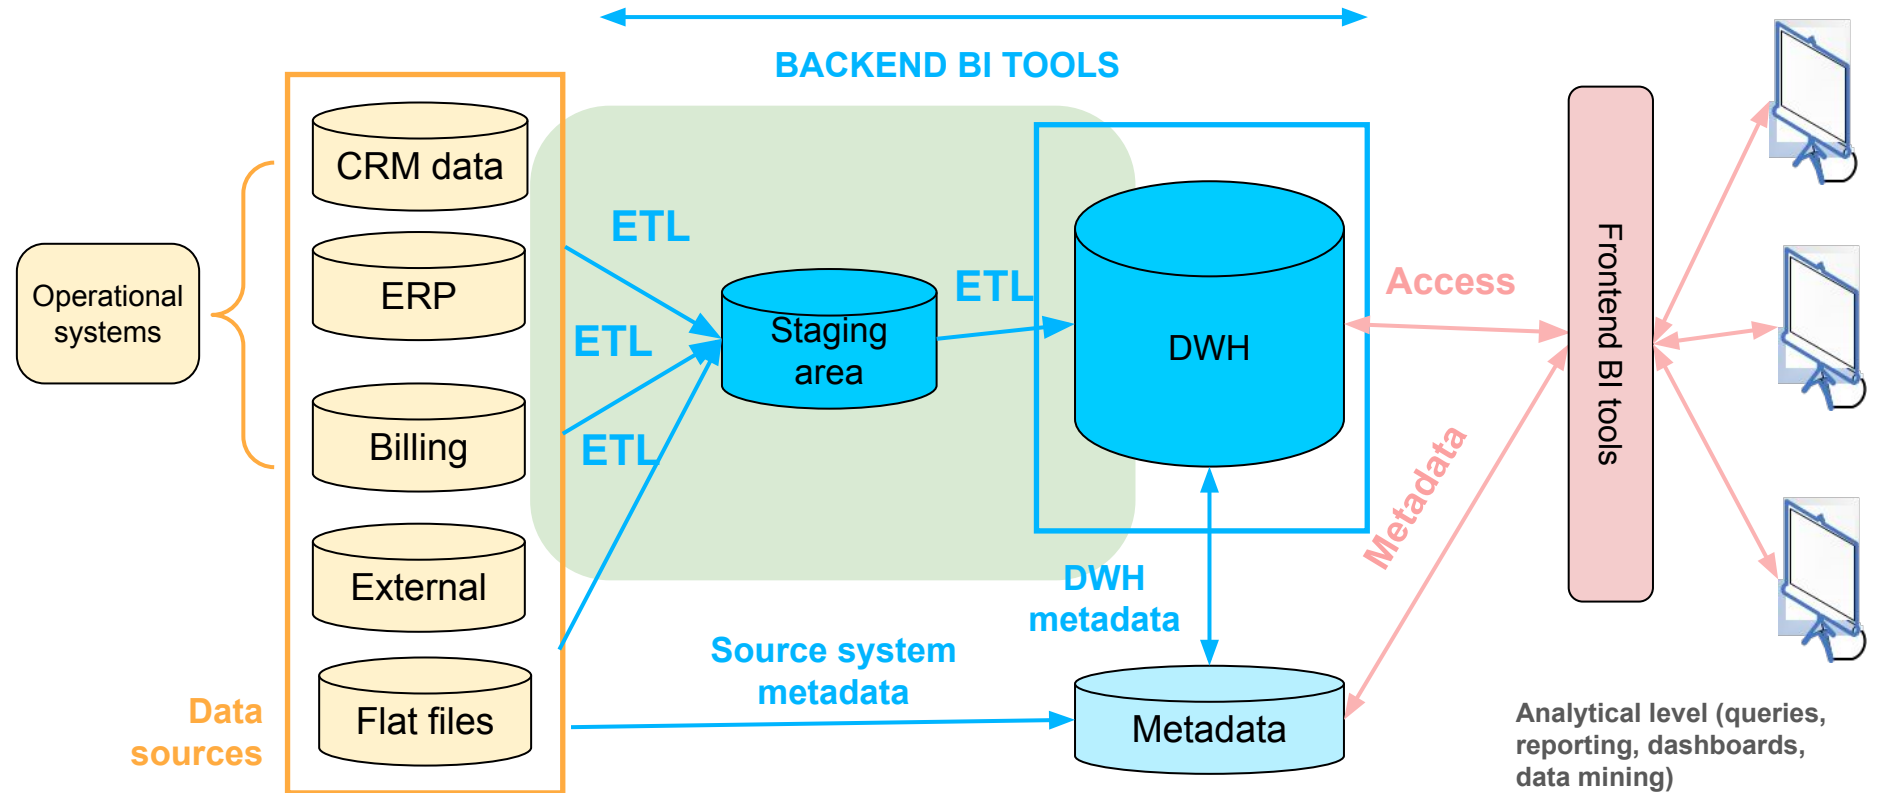 BACKEND BI TOOLS
CRM data
ERP
Billing
External
Flat files
Operational
systems
Data
sources
ETL
ETL
ETL
Staging
area
ETL
DWH
DWH
metadata
Source system
metadata
Metadata
Access
Metadata
Frontend BI tools
Analytical level (queries,
reporting, dashboards,
data mining)